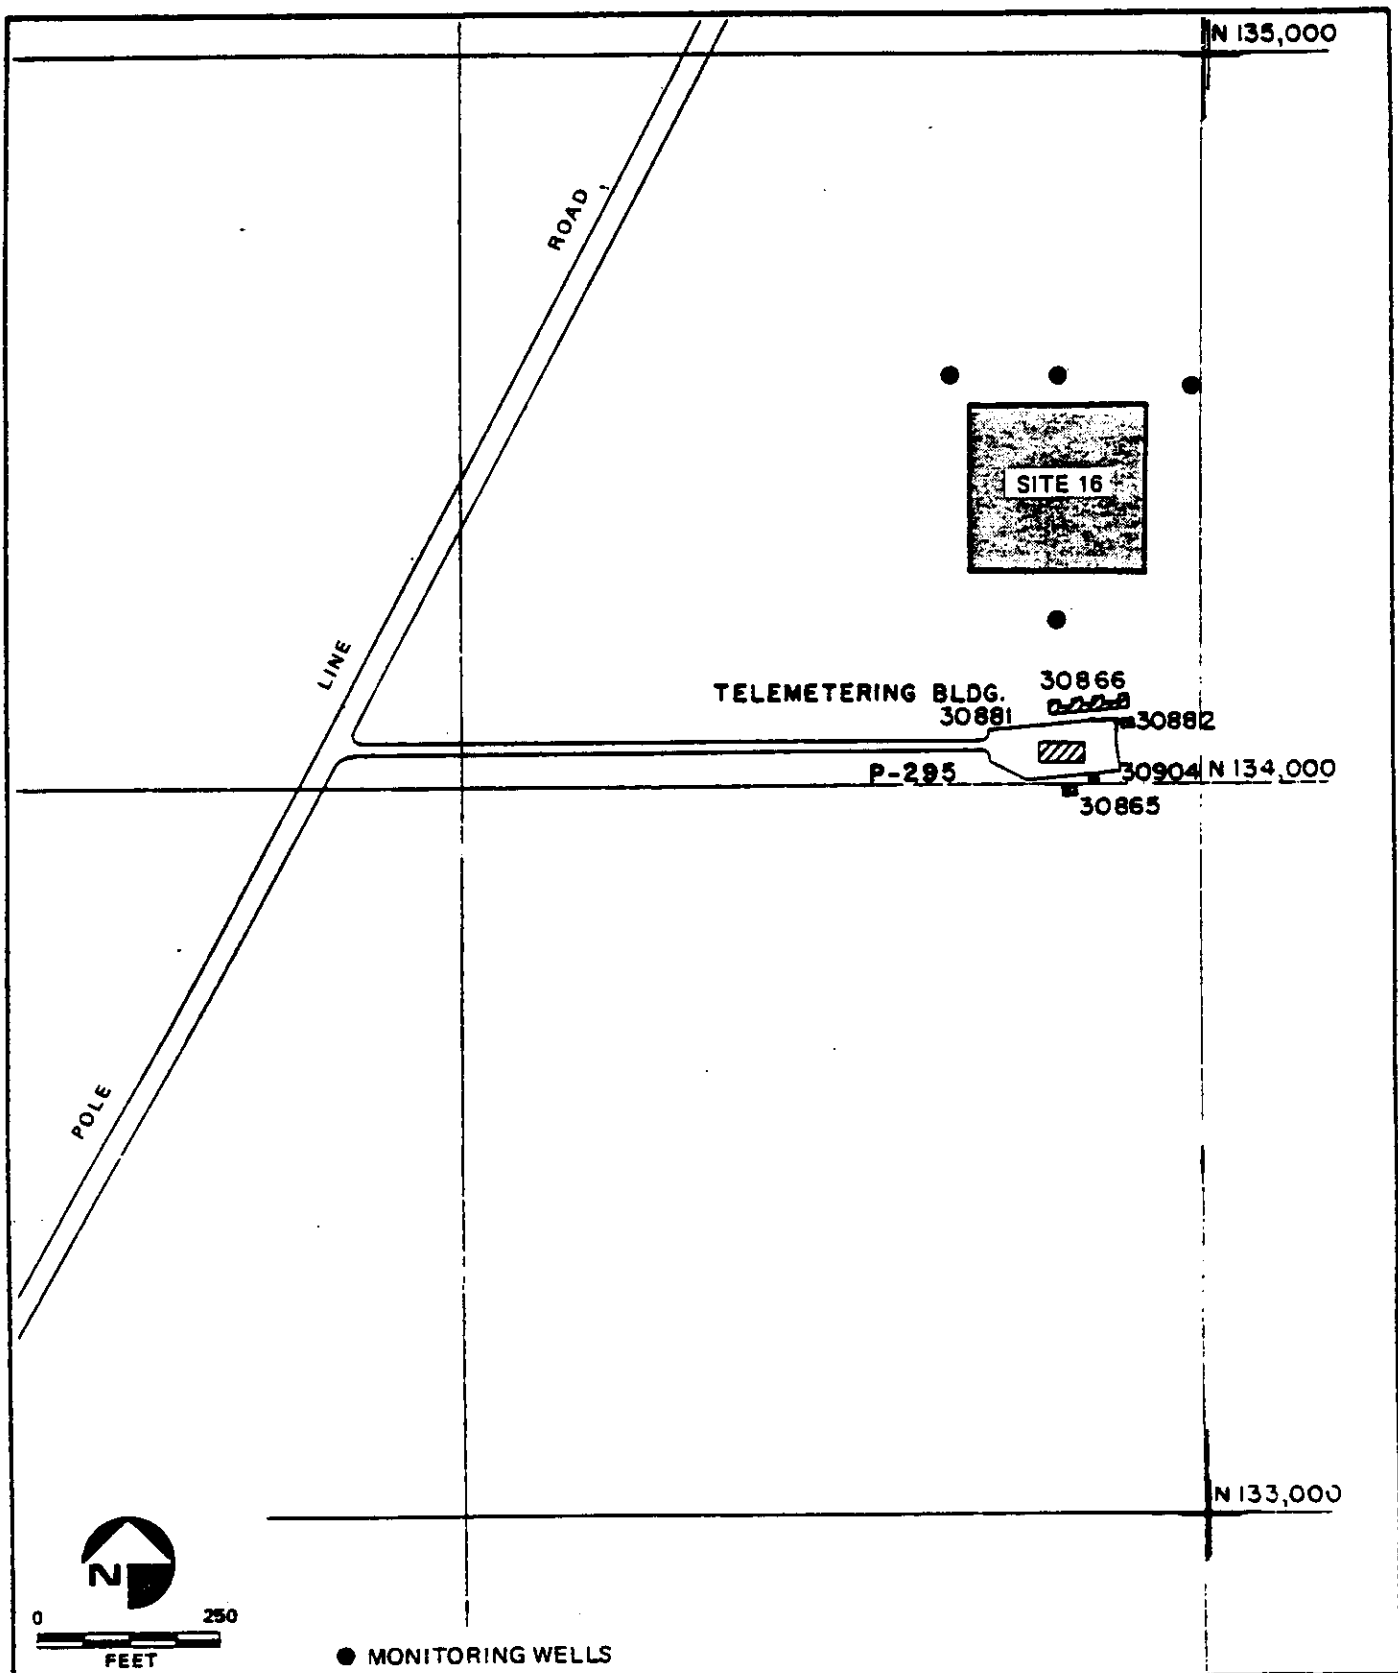 N 135,000
ROAD
SITE 16
LINE
TELEMETERING BLDG.
30866
30881
30882
P-295
30904
N 134,000
30865
POLE
N 133,000
N
0 250
FEET
MONITORING WELLS